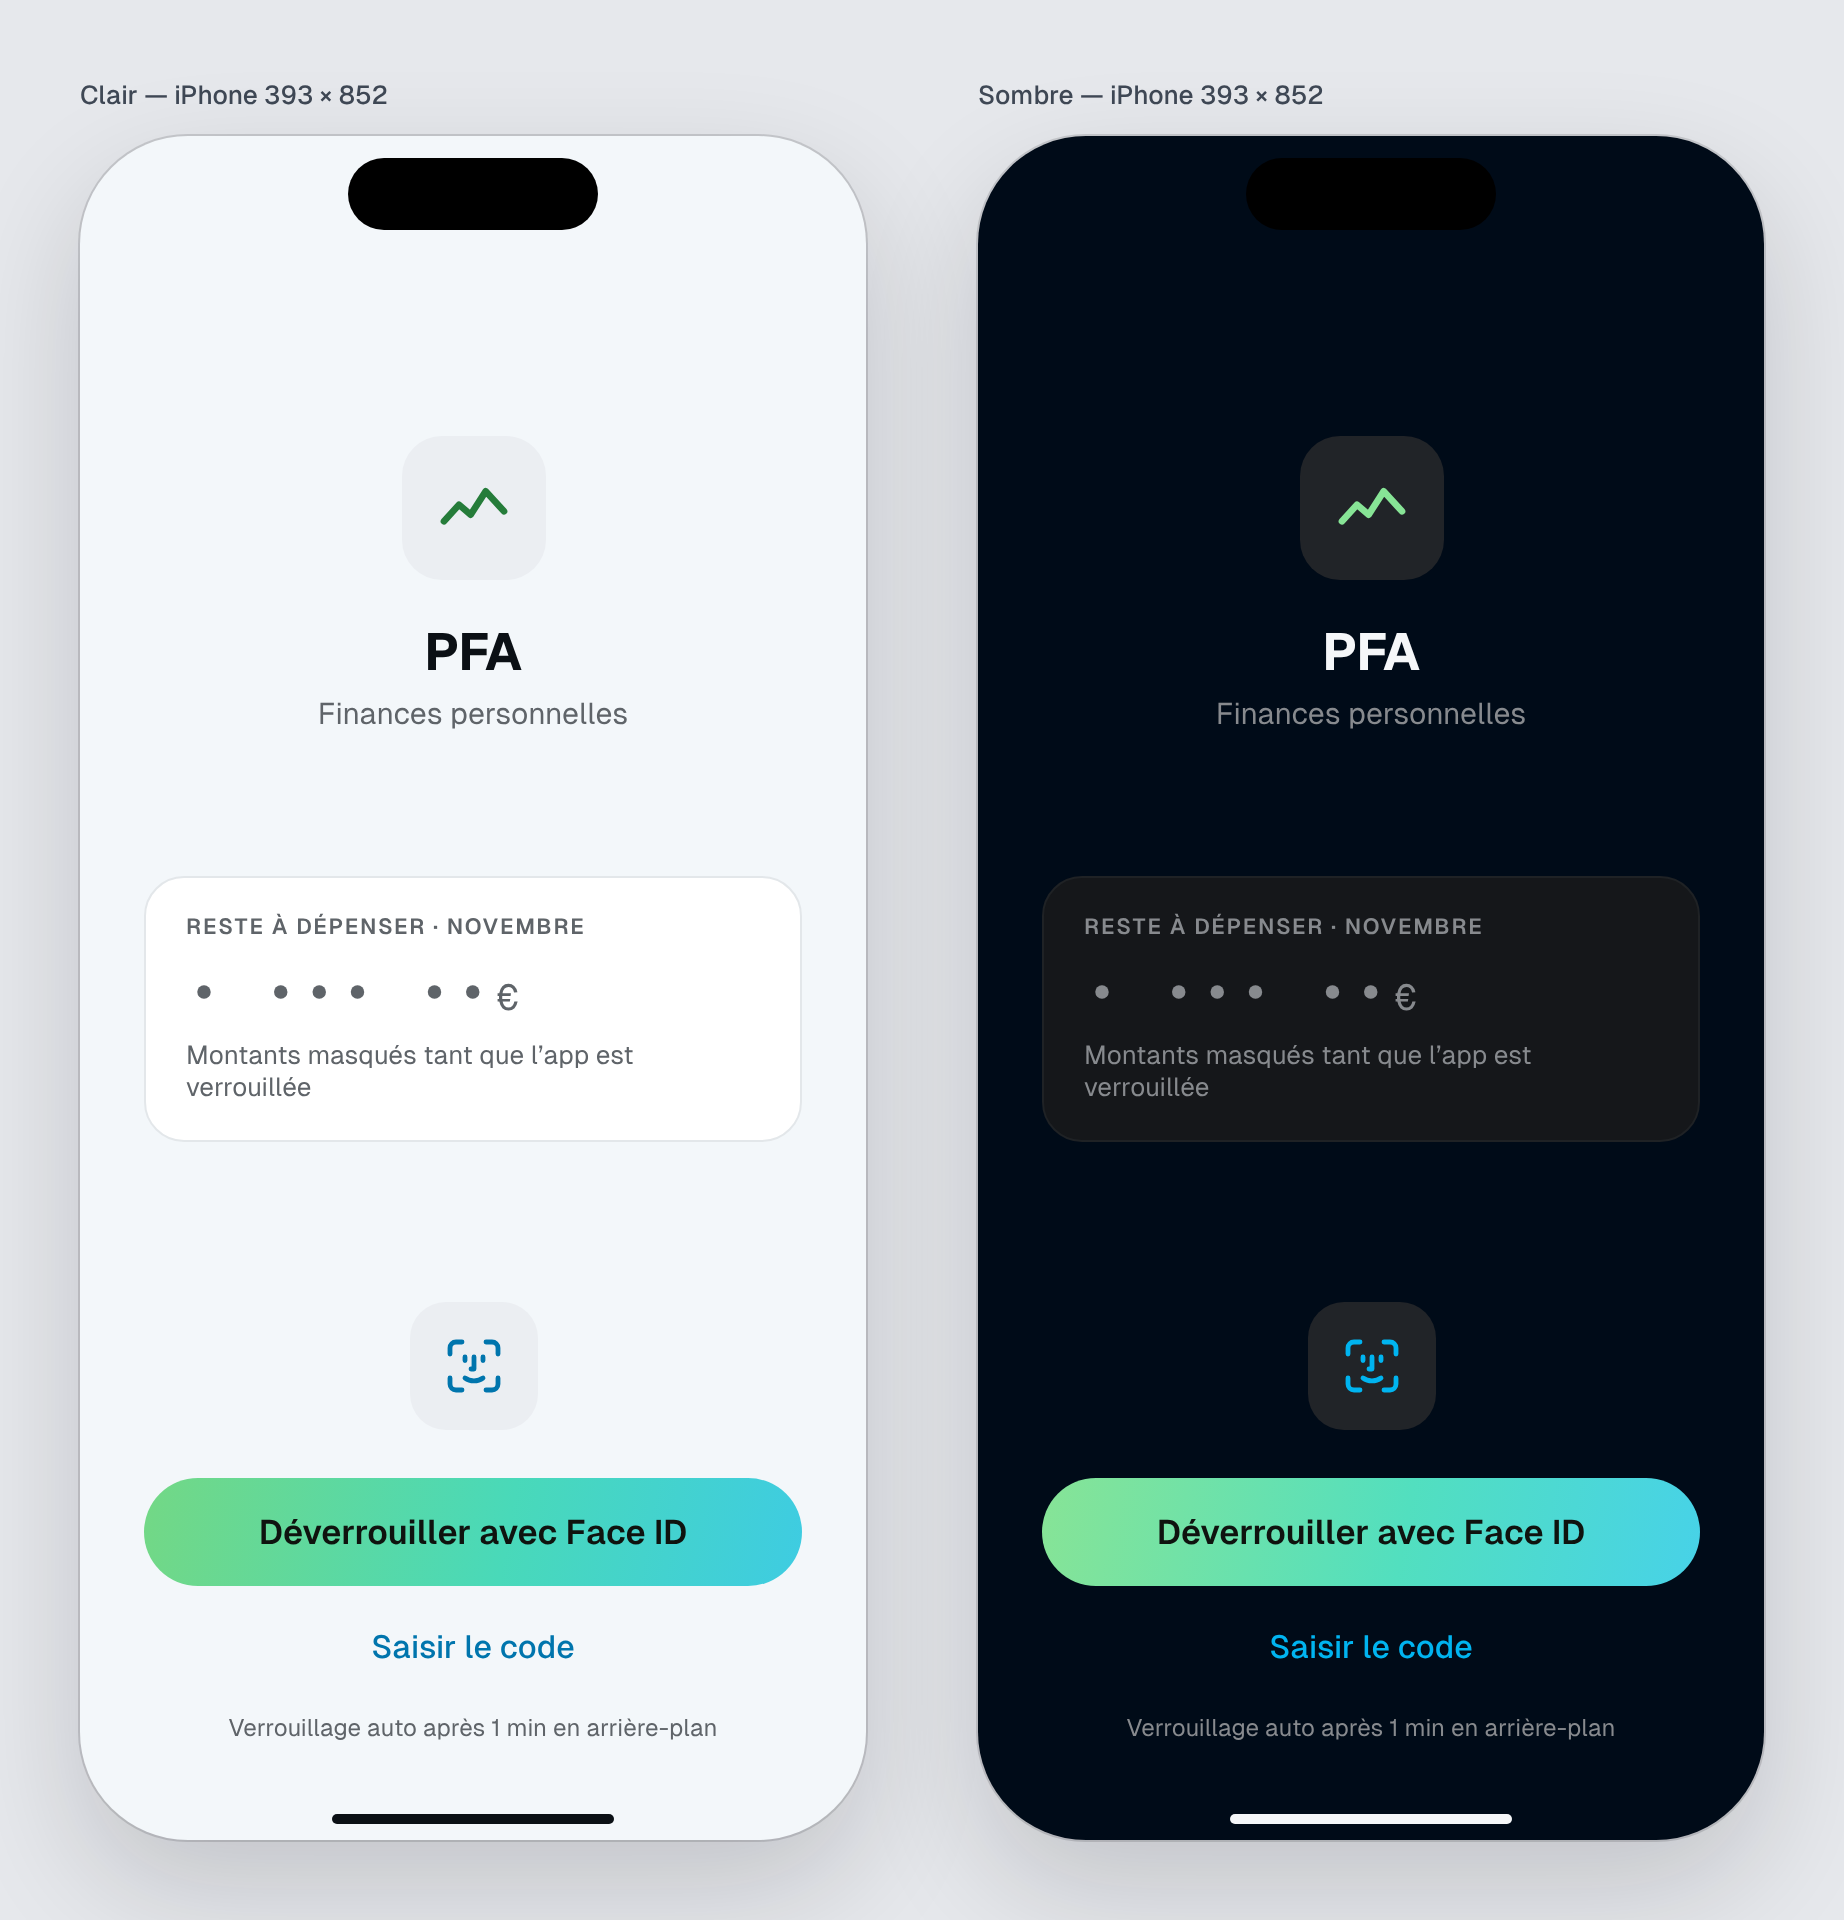 Clair — iPhone 393 × 852
PFA
Finances personnelles
RESTE À DÉPENSER · NOVEMBRE
• ••• •• €
Montants masqués tant que l’app est
verrouillée
Déverrouiller avec Face ID
Saisir le code
Verrouillage auto après 1 min en arrière-plan
Sombre — iPhone 393 × 852
PFA
Finances personnelles
RESTE À DÉPENSER · NOVEMBRE
• ••• •• €
Montants masqués tant que l’app est
verrouillée
Déverrouiller avec Face ID
Saisir le code
Verrouillage auto après 1 min en arrière-plan